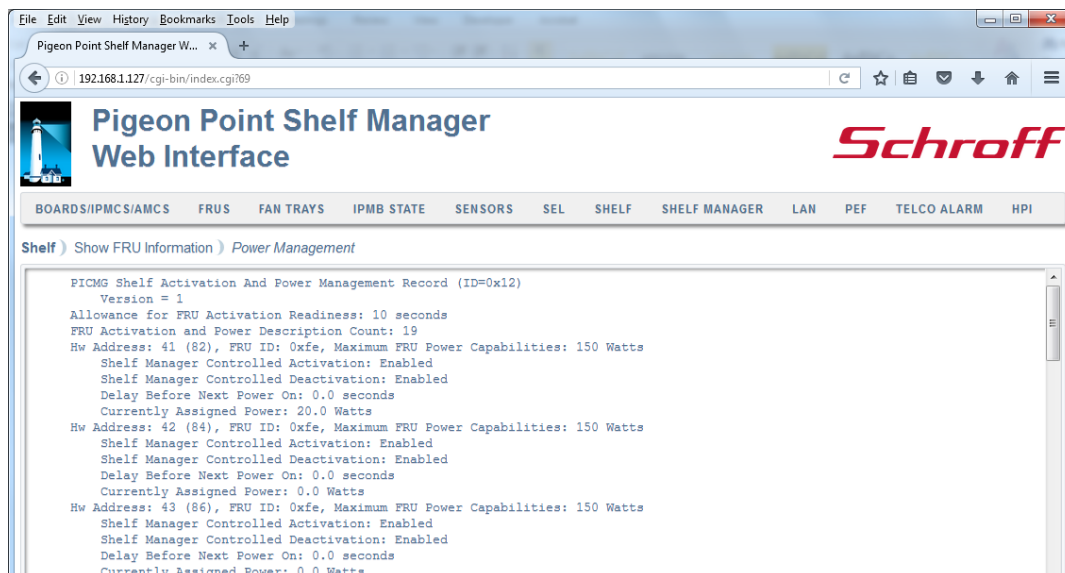 File Edit View History Bookmarks Tools Help
Pigeon Point Shelf Manager W... × +
192.168.1.127/cgi-bin/index.cgi?69
Pigeon Point Shelf Manager
Web Interface
Schroff
BOARDS/IPMCS/AMCS FRUS FAN TRAYS IPMB STATE SENSORS SEL SHELF SHELF MANAGER LAN PEF TELCO ALARM HPI
Shelf ) Show FRU Information ) Power Management
PICMG Shelf Activation And Power Management Record (ID=0x12)
Version = 1
Allowance for FRU Activation Readiness: 10 seconds
FRU Activation and Power Description Count: 19
Hw Address: 41 (82), FRU ID: 0xfe, Maximum FRU Power Capabilities: 150 Watts
Shelf Manager Controlled Activation: Enabled
Shelf Manager Controlled Deactivation: Enabled
Delay Before Next Power On: 0.0 seconds
Currently Assigned Power: 20.0 Watts
Hw Address: 42 (84), FRU ID: 0xfe, Maximum FRU Power Capabilities: 150 Watts
Shelf Manager Controlled Activation: Enabled
Shelf Manager Controlled Deactivation: Enabled
Delay Before Next Power On: 0.0 seconds
Currently Assigned Power: 0.0 Watts
Hw Address: 43 (86), FRU ID: 0xfe, Maximum FRU Power Capabilities: 150 Watts
Shelf Manager Controlled Activation: Enabled
Shelf Manager Controlled Deactivation: Enabled
Delay Before Next Power On: 0.0 seconds
Currently Assigned Power: 0.0 Watts